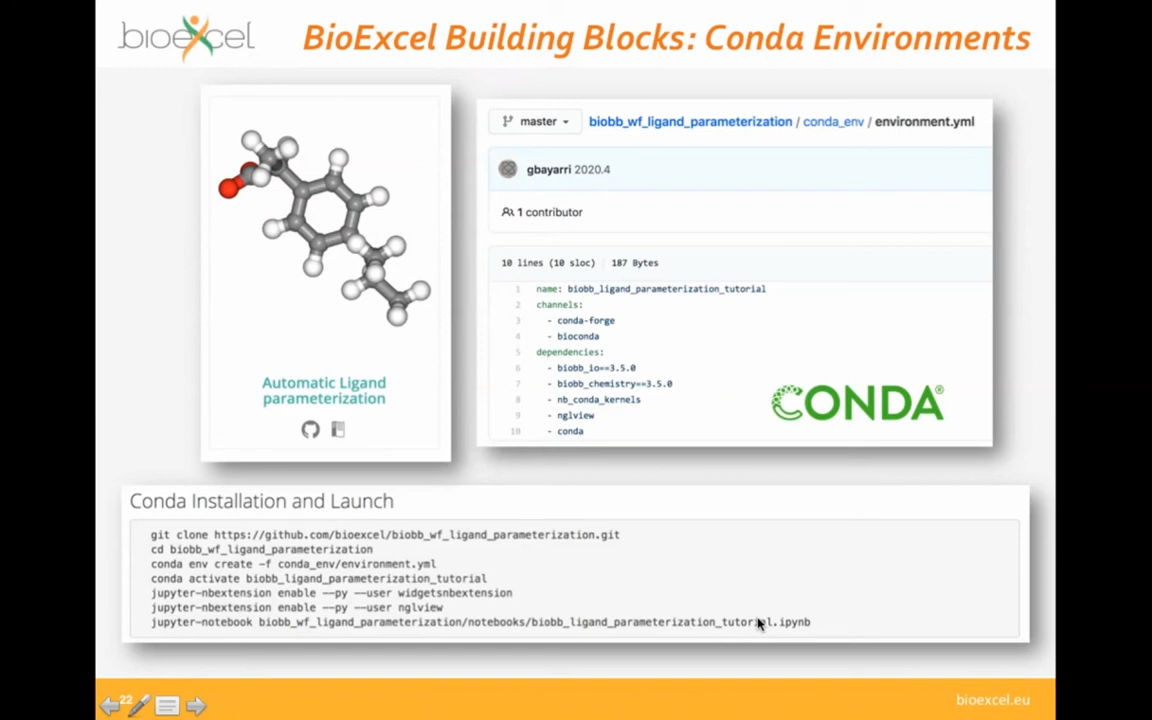 bioexcel
BioExcel Building Blocks: Conda Environments
Automatic Ligand
parameterization
master
biobb_wf_ligand_parameterization / conda_env / environment.yml
gbayarri 2020.4
1 contributor
10 lines (10 sloc) 187 Bytes
1 name: biobb_ligand_parameterization_tutorial
2 channels:
3 - conda-forge
4 - bioconda
5 dependencies:
6 - biobb_io==3.5.0
7 - biobb_chemistry==3.5.0
8 - nb_conda_kernels
9 - nglview
10 - conda
CONDA®
Conda Installation and Launch
git clone https://github.com/bioexcel/biobb_wf_ligand_parameterization.git
cd biobb_wf_ligand_parameterization
conda env create -f conda_env/environment.yml
conda activate biobb_ligand_parameterization_tutorial
jupyter-nbextension enable --py --user widgetsnbextension
jupyter-nbextension enable --py --user nglview
jupyter-notebook biobb_wf_ligand_parameterization/notebooks/biobb_ligand_parameterization_tutorial.ipynb
22
bioexcel.eu